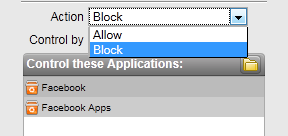 Action Block
Allow
Control by Block
Control these Applications:
Facebook
Facebook Apps